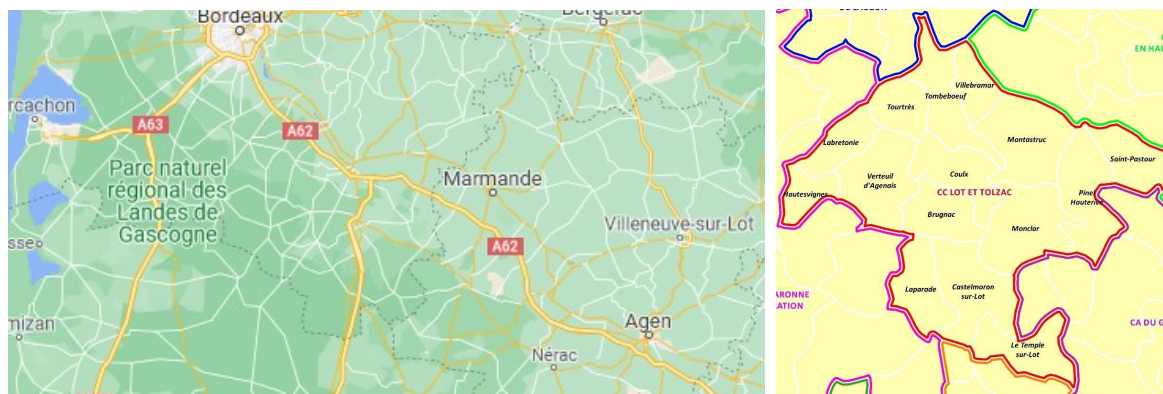 Bordeaux
Bergerac
rcachon
A63
A62
Parc naturel
régional des
Landes de
Gascogne
Marmande
Villeneuve-sur-Lot
A62
sse
mizan
Agen
Nérac
EN HAU
Villebramar
Tombeboeuf
Tourtrès
Montastruc
Labretonie
Saint-Pastour
Verteuil
d'Agenais
Coulx
CC LOT ET TOLZAC
Hautesvignes
Pinel
Hauterive
Brugnac
Monclar
Laparade
Castelmoron
sur-Lot
ARONNE
ATION
CA DU G
Le Temple
sur-Lot